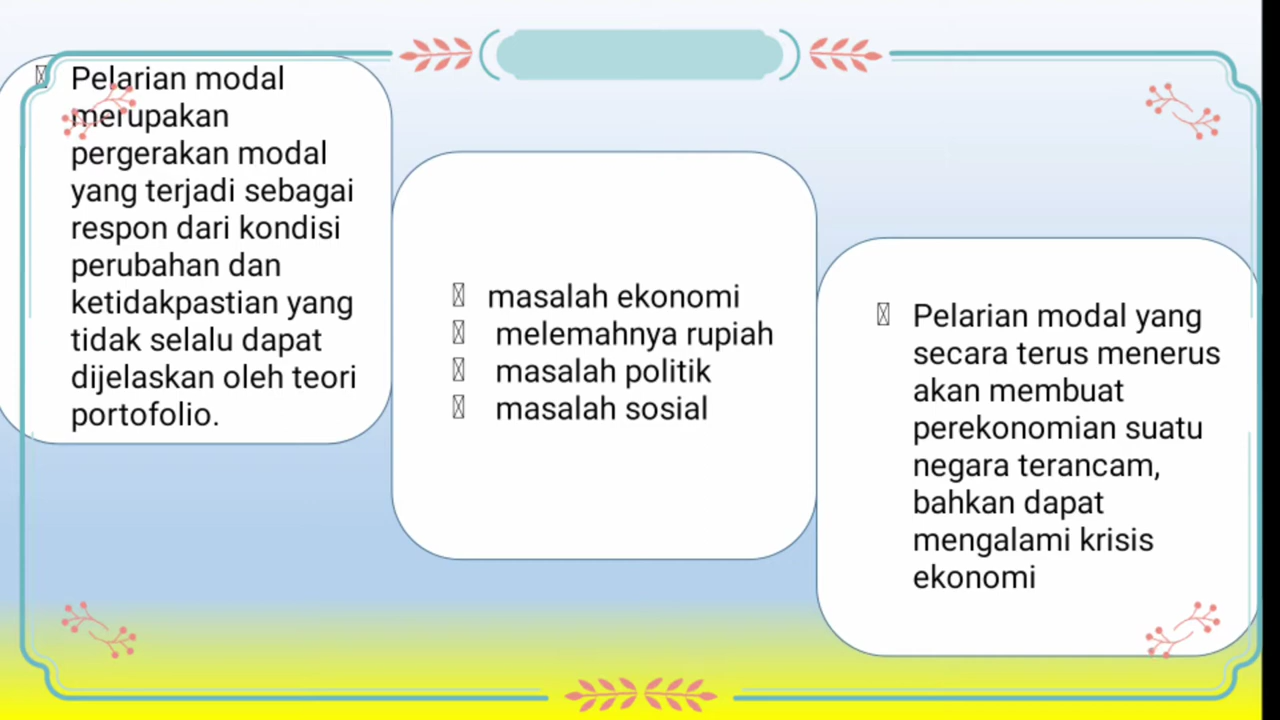 Pelarian modal
merupakan
pergerakan modal
yang terjadi sebagai
respon dari kondisi
perubahan dan
ketidakpastian yang
tidak selalu dapat
dijelaskan oleh teori
portofolio.
masalah ekonomi
melemahnya rupiah
masalah politik
masalah sosial
Pelarian modal yang
secara terus menerus
akan membuat
perekonomian suatu
negara terancam,
bahkan dapat
mengalami krisis
ekonomi